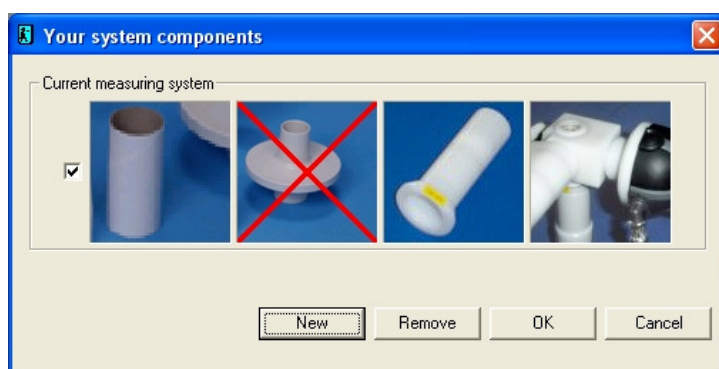 Your system components
Current measuring system
New
Remove
OK
Cancel